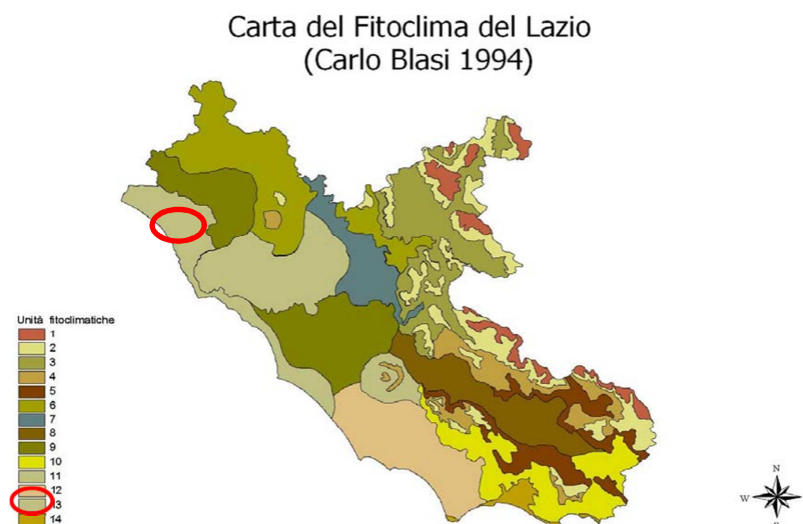 Carta del Fitoclima del Lazio
(Carlo Blasi 1994)
Unità fitoclimatiche
1
2
3
4
5
6
7
8
9
10
11
12
13
14
N
W E
S